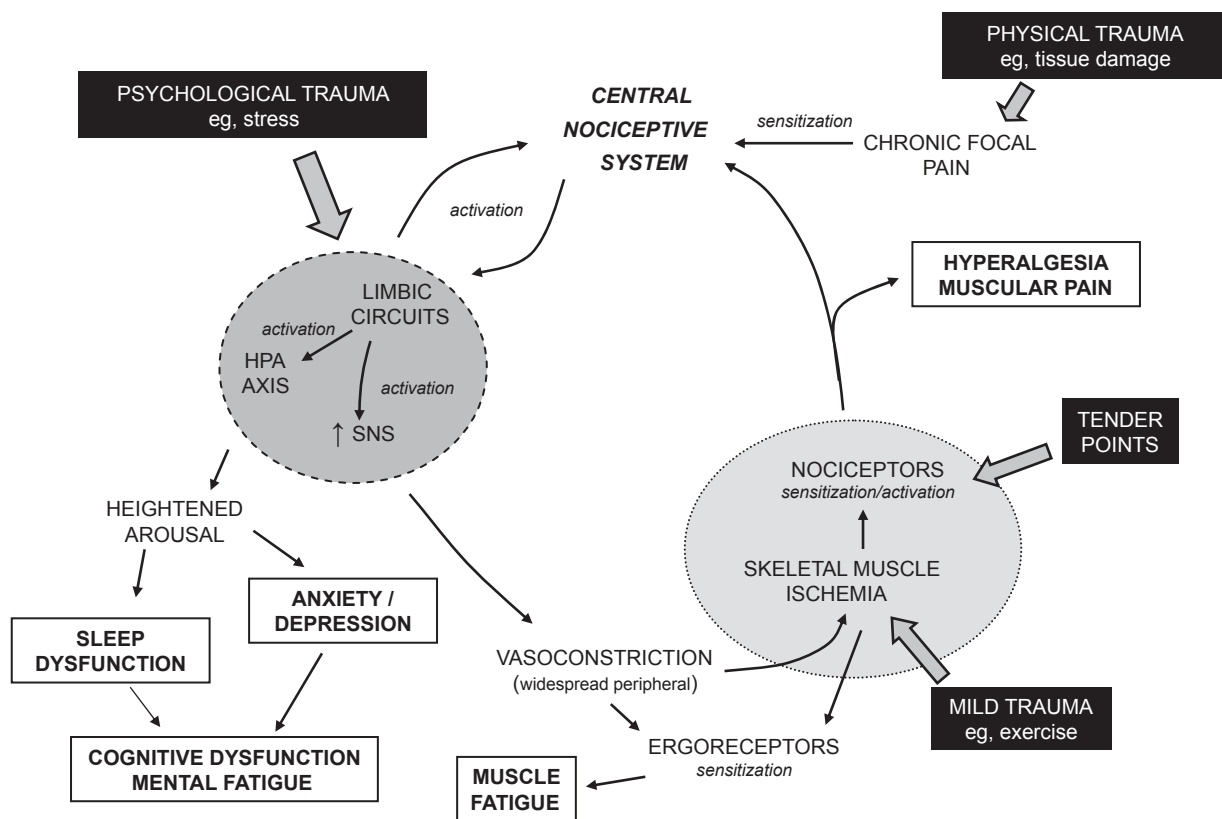 PHYSICAL TRAUMA
eg, tissue damage
PSYCHOLOGICAL TRAUMA
eg, stress
CENTRAL
NOCICEPTIVE
SYSTEM
sensitization
CHRONIC FOCAL
PAIN
activation
HYPERALGESIA
MUSCULAR PAIN
LIMBIC
CIRCUITS
activation
HPA
AXIS
activation
↑ SNS
TENDER
POINTS
NOCICEPTORS
sensitization/activation
HEIGHTENED
AROUSAL
SKELETAL MUSCLE
ISCHEMIA
ANXIETY /
DEPRESSION
SLEEP
DYSFUNCTION
VASOCONSTRICTION
(widespread peripheral)
MILD TRAUMA
eg, exercise
ERGORECEPTORS
sensitization
COGNITIVE DYSFUNCTION
MENTAL FATIGUE
MUSCLE
FATIGUE